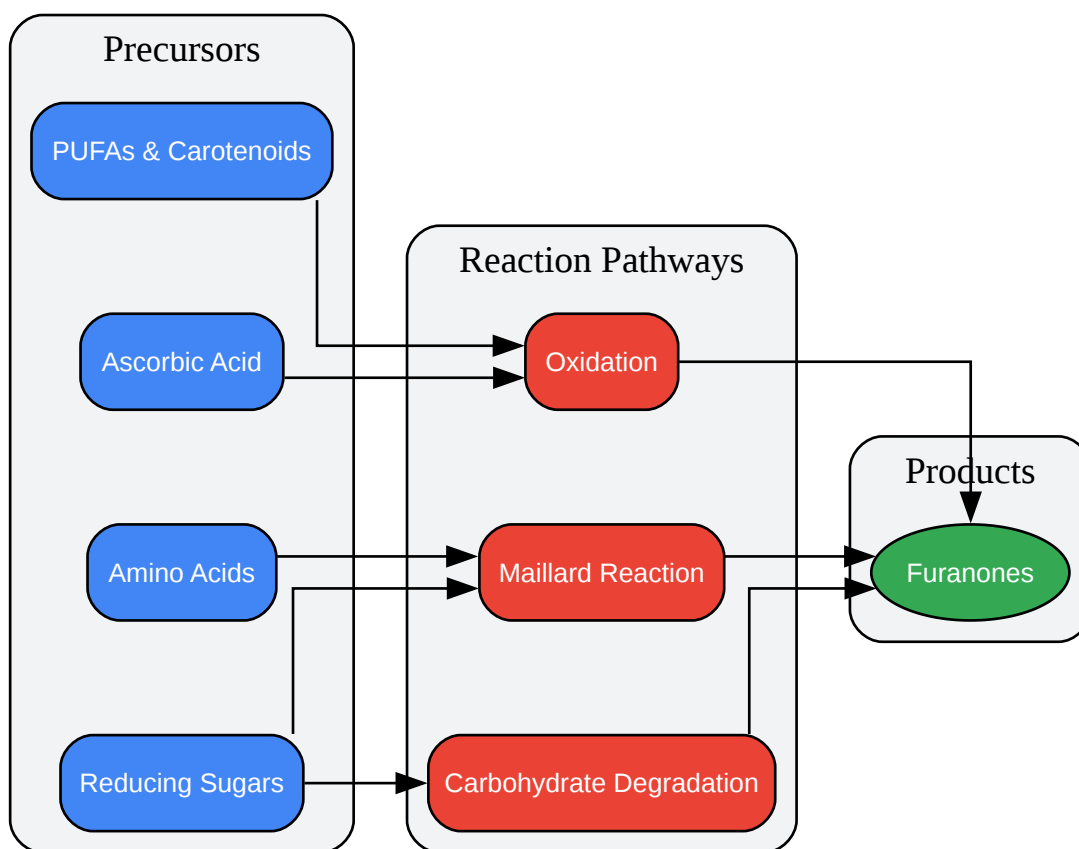 Precursors
PUFAs & Carotenoids
Ascorbic Acid
Amino Acids
Reducing Sugars
Reaction Pathways
Oxidation
Maillard Reaction
Carbohydrate Degradation
Products
Furanones